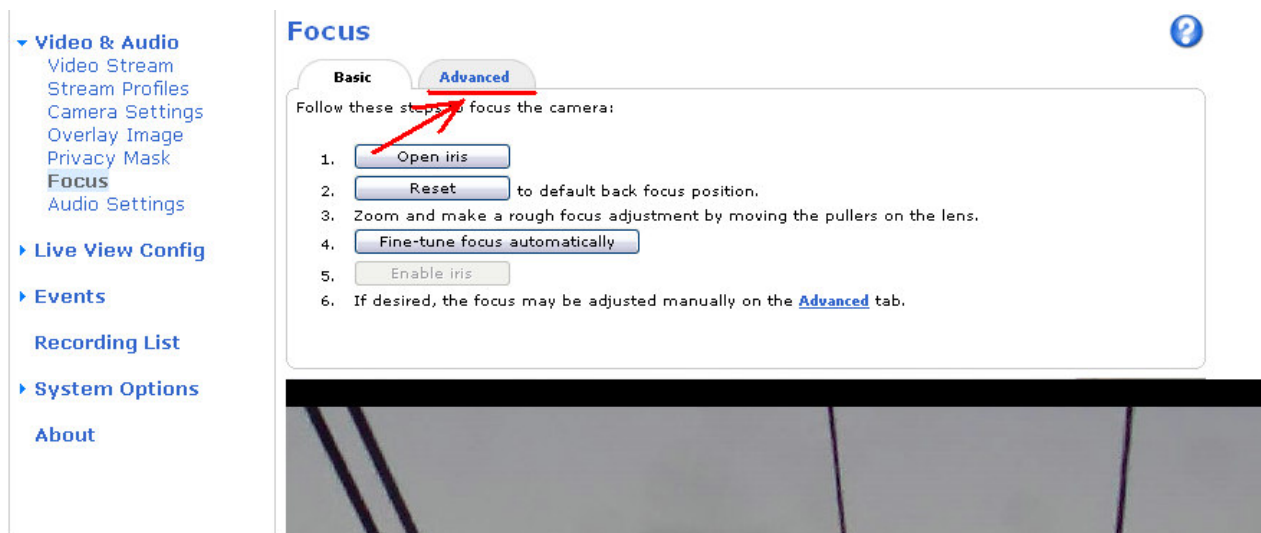 Video & Audio
Video Stream
Stream Profiles
Camera Settings
Overlay Image
Privacy Mask
Focus
Audio Settings
Live View Config
Events
Recording List
System Options
About
Focus
?
Basic
Advanced
Follow these steps to focus the camera:
1. Open iris
2. Reset to default back focus position.
3. Zoom and make a rough focus adjustment by moving the pullers on the lens.
4. Fine-tune focus automatically
5. Enable iris
6. If desired, the focus may be adjusted manually on the Advanced tab.